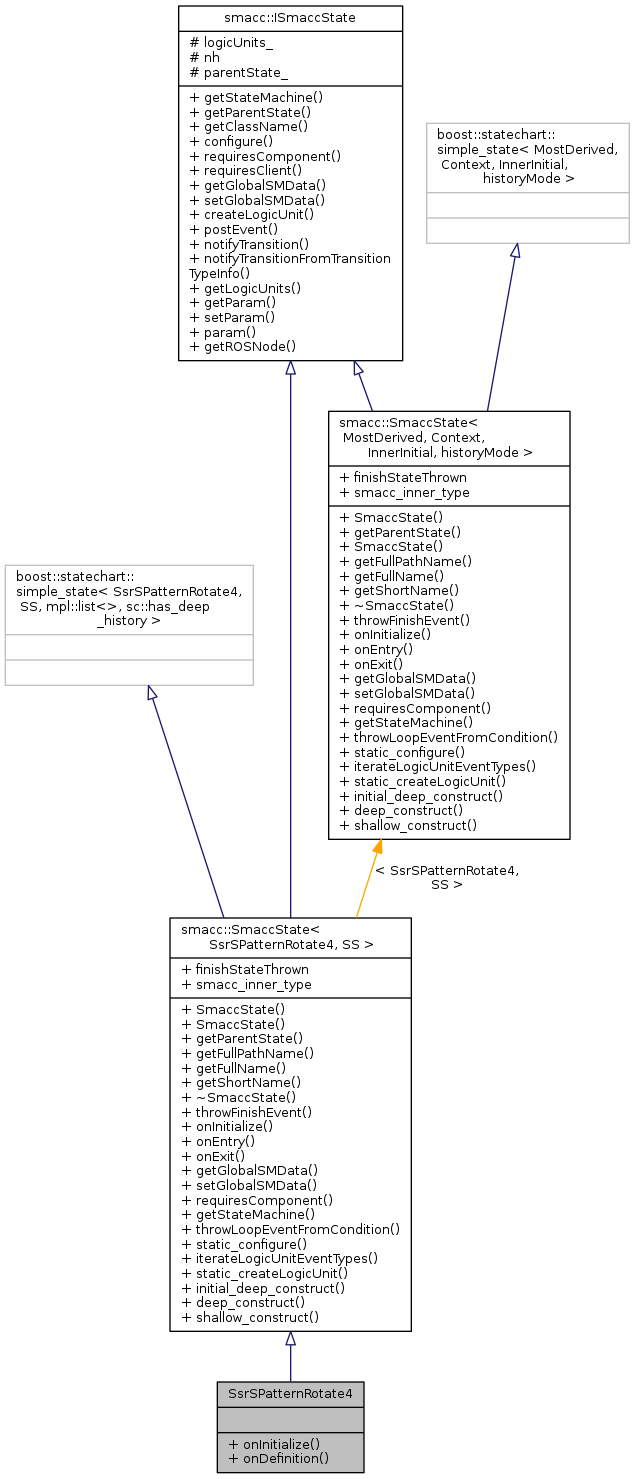 smacc::ISmaccState
# logicUnits_
# nh
# parentState_
+ getStateMachine()
+ getParentState()
+ getClassName()
+ configure()
+ requiresComponent()
+ requiresClient()
+ getGlobalSMData()
+ setGlobalSMData()
+ createLogicUnit()
+ postEvent()
+ notifyTransition()
+ notifyTransitionFromTransition
TypeInfo()
+ getLogicUnits()
+ getParam()
+ setParam()
+ param()
+ getROSNode()
boost::statechart::
simple_state< MostDerived,
Context, InnerInitial,
historyMode >
smacc::SmaccState<
MostDerived, Context,
InnerInitial, historyMode >
+ finishStateThrown
+ smacc_inner_type
+ SmaccState()
+ getParentState()
+ SmaccState()
+ getFullPathName()
+ getFullName()
+ getShortName()
+ ~SmaccState()
+ throwFinishEvent()
+ onInitialize()
+ onEntry()
+ onExit()
+ getGlobalSMData()
+ setGlobalSMData()
+ requiresComponent()
+ getStateMachine()
+ throwLoopEventFromCondition()
+ static_configure()
+ iterateLogicUnitEventTypes()
+ static_createLogicUnit()
+ initial_deep_construct()
+ deep_construct()
+ shallow_construct()
boost::statechart::
simple_state< SsrSPatternRotate4,
SS, mpl::list<>, sc::has_deep
_history >
< SsrSPatternRotate4,
SS >
smacc::SmaccState<
SsrSPatternRotate4, SS >
+ finishStateThrown
+ smacc_inner_type
+ SmaccState()
+ SmaccState()
+ getParentState()
+ getFullPathName()
+ getFullName()
+ getShortName()
+ ~SmaccState()
+ throwFinishEvent()
+ onInitialize()
+ onEntry()
+ onExit()
+ getGlobalSMData()
+ setGlobalSMData()
+ requiresComponent()
+ getStateMachine()
+ throwLoopEventFromCondition()
+ static_configure()
+ iterateLogicUnitEventTypes()
+ static_createLogicUnit()
+ initial_deep_construct()
+ deep_construct()
+ shallow_construct()
SsrSPatternRotate4
+ onInitialize()
+ onDefinition()